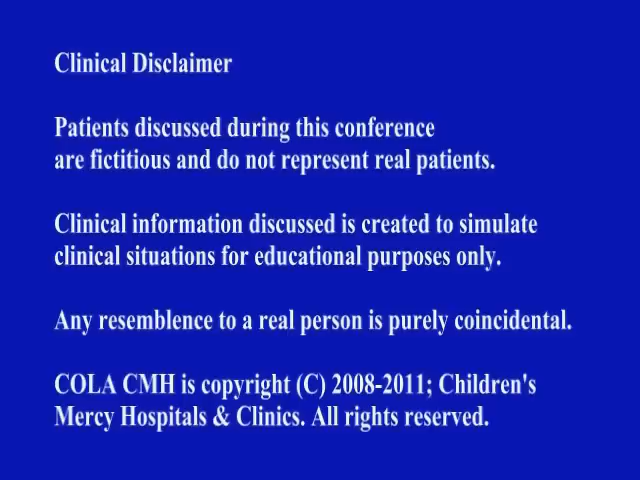 Clinical Disclaimer
Patients discussed during this conference
are fictitious and do not represent real patients.
Clinical information discussed is created to simulate
clinical situations for educational purposes only.
Any resemblence to a real person is purely coincidental.
COLA CMH is copyright (C) 2008-2011; Children's
Mercy Hospitals & Clinics. All rights reserved.